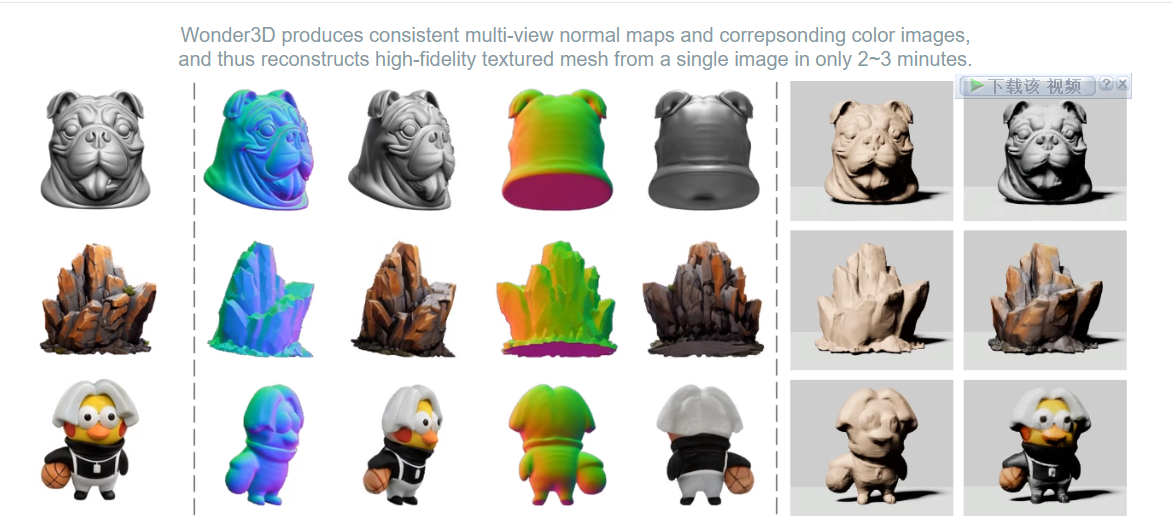 Wonder3D produces consistent multi-view normal maps and correpsonding color images,
and thus reconstructs high-fidelity textured mesh from a single image in only 2~3 minutes.
下载该 视频 ? X